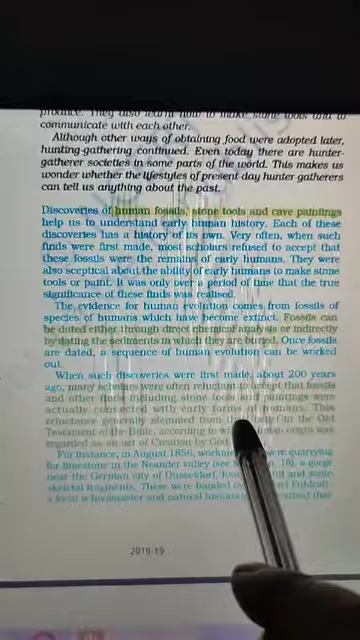 produce. They also learn how to make stone tools and to
communicate with each other.
Although other ways of obtaining food were adopted later,
hunting-gathering continued. Even today there are hunter-
gatherer societies in some parts of the world. This makes us
wonder whether the lifestyles of present-day hunter gatherers
can tell us anything about the past.
Discoveries of human fossils, stone tools and cave paintings
help us to understand early human history. Each of these
discoveries has a history of its own. Very often, when such
finds were first made, most scholars refused to accept that
these fossils were the remains of early humans. They were
also sceptical about the ability of early humans to make stone
tools or paint. It was only over a period of time that the true
significance of these finds was realised.
The evidence for human evolution comes from fossils of
species of humans which have become extinct. Fossils can
be dated either through direct chemical analysis or indirectly
by dating the sediments in which they are buried. Once fossils
are dated, a sequence of human evolution can be worked
out.
When such discoveries were first made, about 200 years
ago, many scholars were often reluctant to accept that fossils
and other finds including stone tools and paintings were
actually connected with early forms of humans. This
reluctance generally stemmed from belief in the Old
Testament of the Bible, according to human origin was
regarded as an act of Creation by God.
For instance, in August 1856, workmen were quarrying
for limestone in the Neander valley (see 18), a gorge
near the German city of Dusseldorf, and some
skeletal fragments. These were handed Fuhlrott,
a local schoolmaster and natural historian, that
2018-19